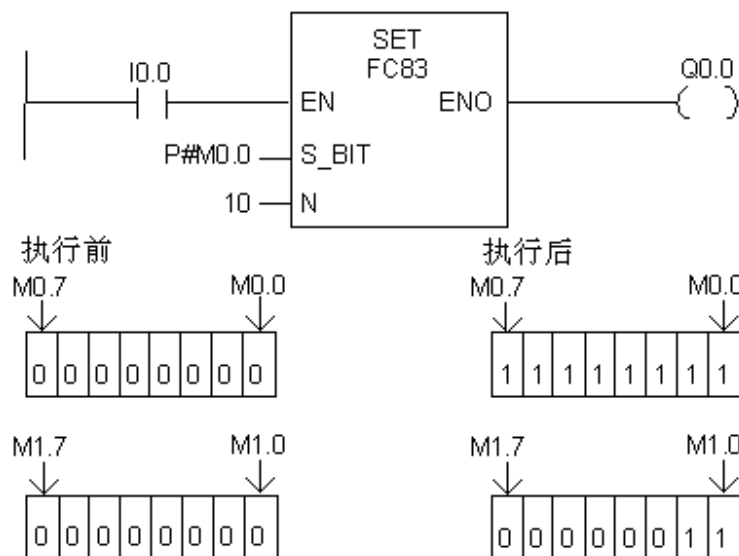 SET
FC83
I0.0
Q0.0
EN
ENO
P#M0.0
S_BIT
10
N
执行前
执行后
M0.7
M0.0
M0.7
M0.0
0 0 0 0 0 0 0 0
1 1 1 1 1 1 1 1
M1.7
M1.0
M1.7
M1.0
0 0 0 0 0 0 0 0
0 0 0 0 0 0 1 1